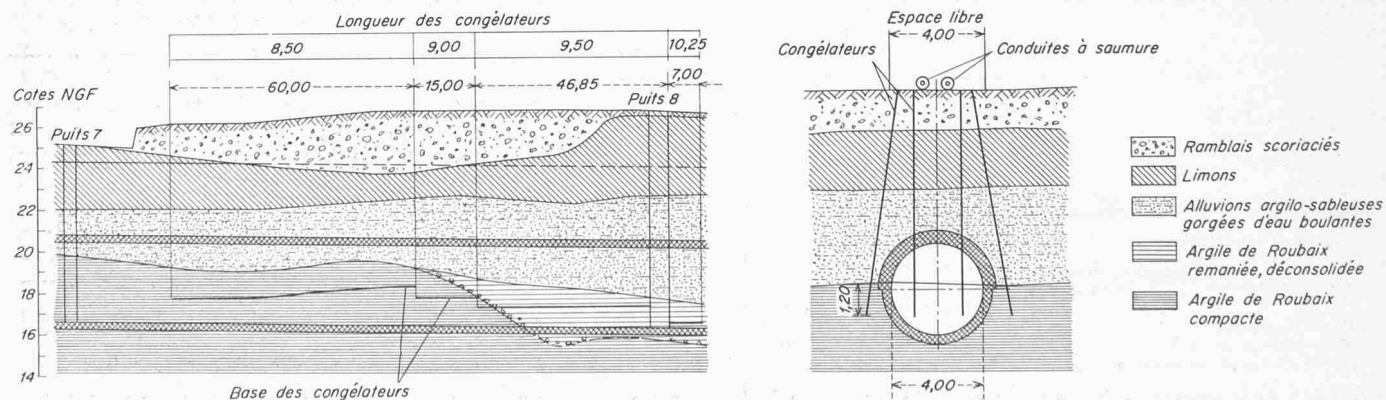 Longueur des congélateurs
8,50
9,00
9,50
10,25
60,00
15,00
46,85
7,00
Cotes NGF
Puits 7
Puits 8
26
24
22
20
18
16
14
Base des congélateurs
Espace libre
4,00
Congélateurs
Conduites à saumure
1,20
4,00
Ramblais scoriaciés
Limons
Alluvions argilo-sableuses
gorgées d'eau boulantes
Argile de Roubaix
remaniée, déconsolidée
Argile de Roubaix
compacte